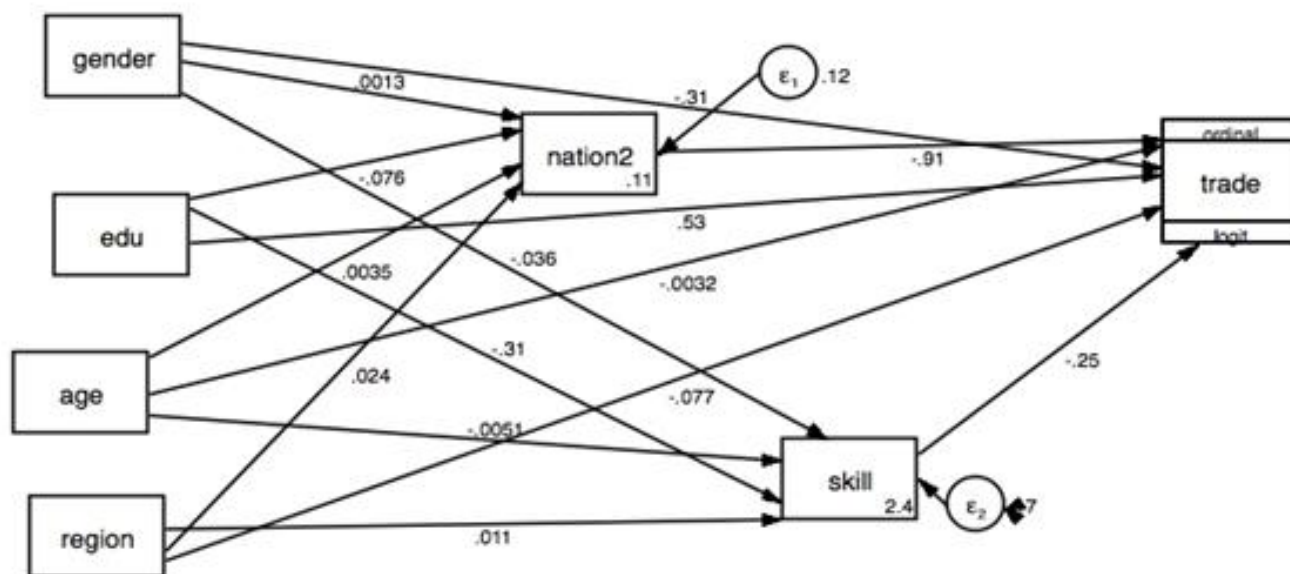 gender
.0013
-.31
ε1
.12
nation2
.11
-.91
ordinal
trade
logit
-.076
edu
.53
.0035
-.036
-.0032
-.31
-.25
age
.024
-.077
-.0051
skill
2.4
ε2
region
.011